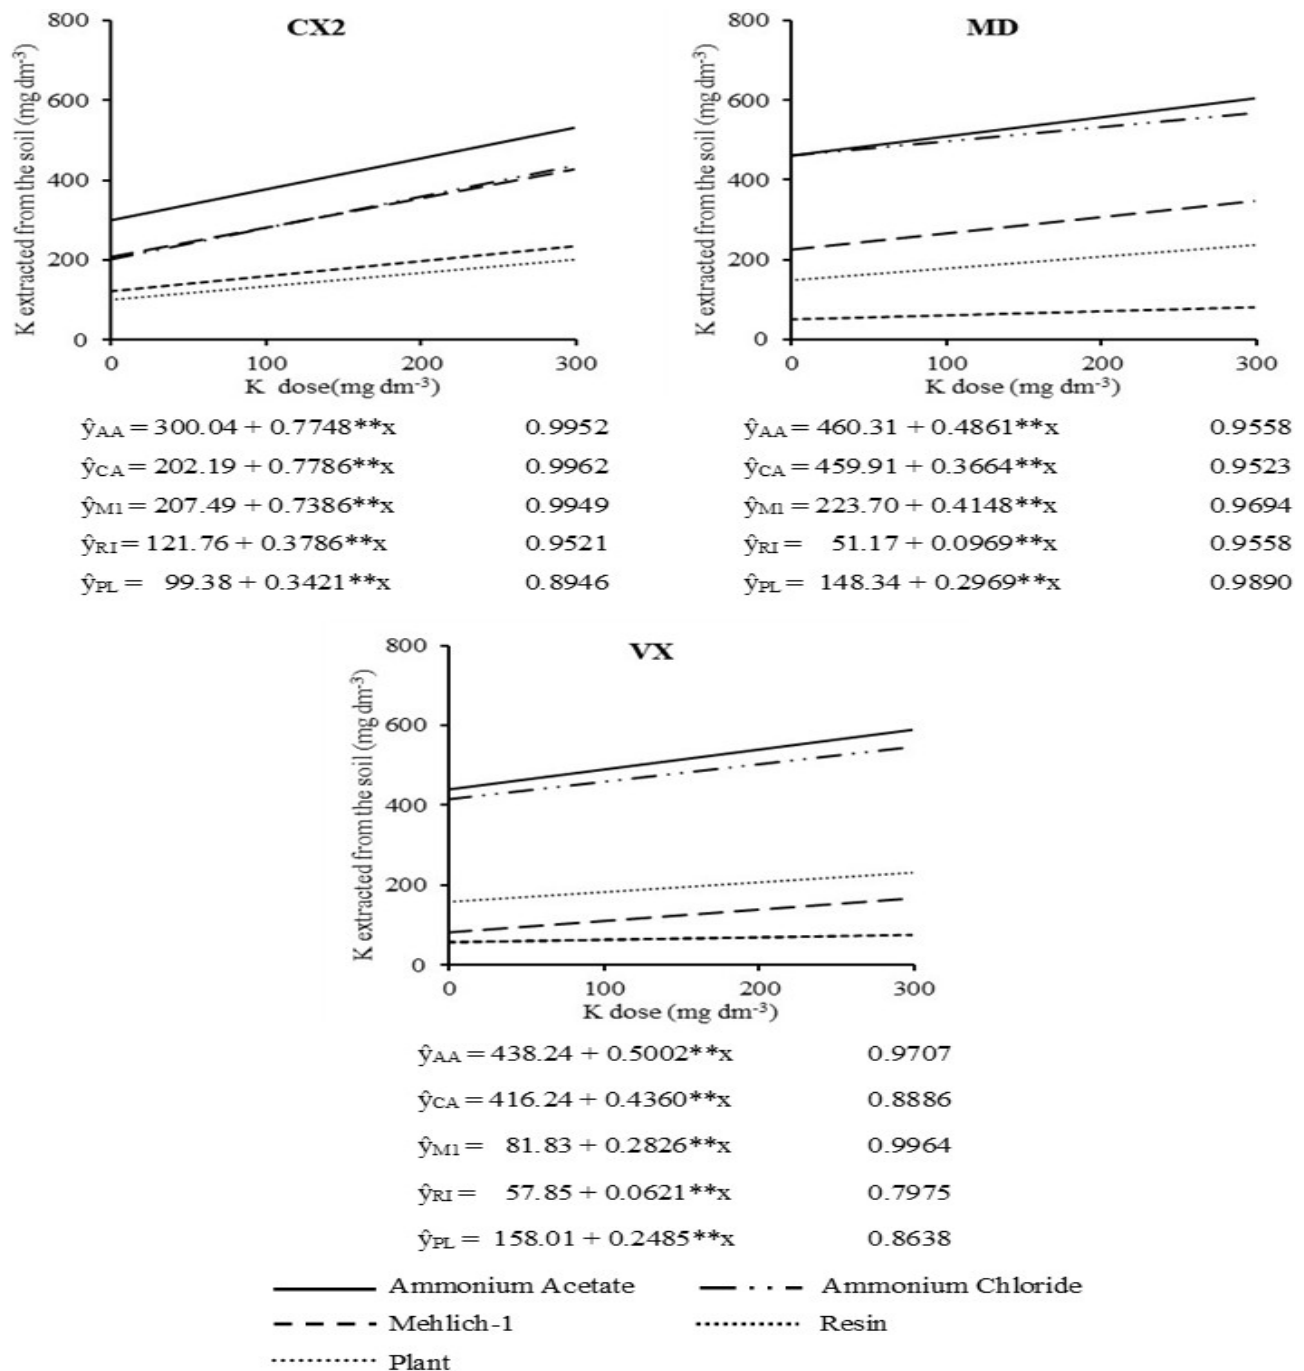 CX2
K extracted from the soil (mg dm-3)
800
600
400
200
0
0 100 200 300
K dose(mg dm-3)
ŷAA = 300.04 + 0.7748**x 0.9952
ŷCA = 202.19 + 0.7786**x 0.9962
ŷM1 = 207.49 + 0.7386**x 0.9949
ŷRI = 121.76 + 0.3786**x 0.9521
ŷPL = 99.38 + 0.3421**x 0.8946
MD
K extracted from the soil (mg dm-3)
800
600
400
200
0
0 100 200 300
K dose (mg dm-3)
ŷAA = 460.31 + 0.4861**x 0.9558
ŷCA = 459.91 + 0.3664**x 0.9523
ŷM1 = 223.70 + 0.4148**x 0.9694
ŷRI = 51.17 + 0.0969**x 0.9558
ŷPL = 148.34 + 0.2969**x 0.9890
VX
K extracted from the soil (mg dm-3)
800
600
400
200
0
0 100 200 300
K dose (mg dm-3)
ŷAA = 438.24 + 0.5002**x 0.9707
ŷCA = 416.24 + 0.4360**x 0.8886
ŷM1 = 81.83 + 0.2826**x 0.9964
ŷRI = 57.85 + 0.0621**x 0.7975
ŷPL = 158.01 + 0.2485**x 0.8638
Ammonium Acetate Ammonium Chloride
Mehlich-1 Resin
Plant